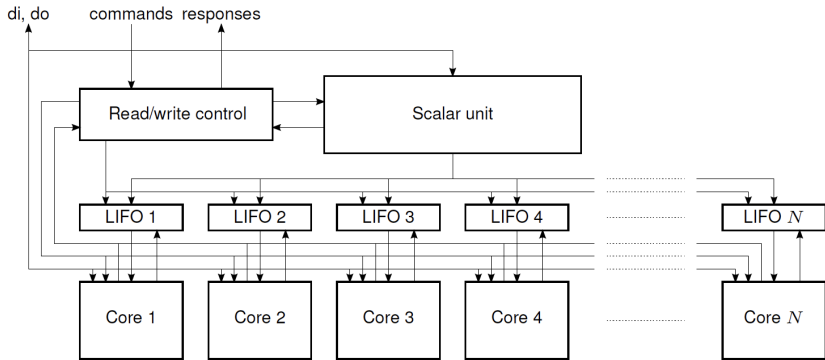 di, do commands responses
Read/write control Scalar unit
LIFO 1 LIFO 2 LIFO 3 LIFO 4 LIFO N
Core 1 Core 2 Core 3 Core 4 Core N